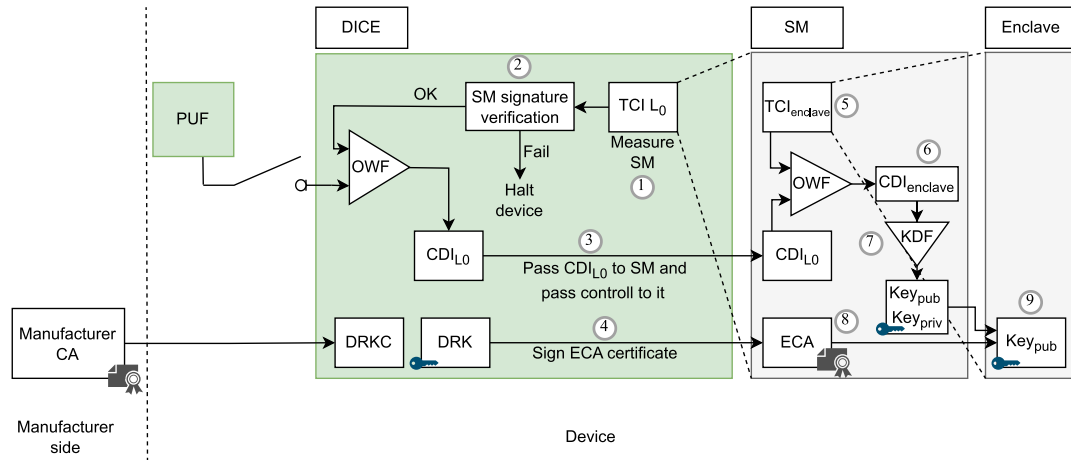 DICE
SM
Enclave
PUF
2
OK
SM signature
verification
TCI L0
Measure
SM
1
Fail
Halt
device
OWF
CDIL0
3
Pass CDIL0 to SM and
pass controll to it
TCIenclave
5
OWF
6
CDIenclave
7
KDF
CDIL0
Keypub
Keypriv
9
Keypub
Manufacturer
CA
DRKC
DRK
4
Sign ECA certificate
ECA
8
Manufacturer
side
Device